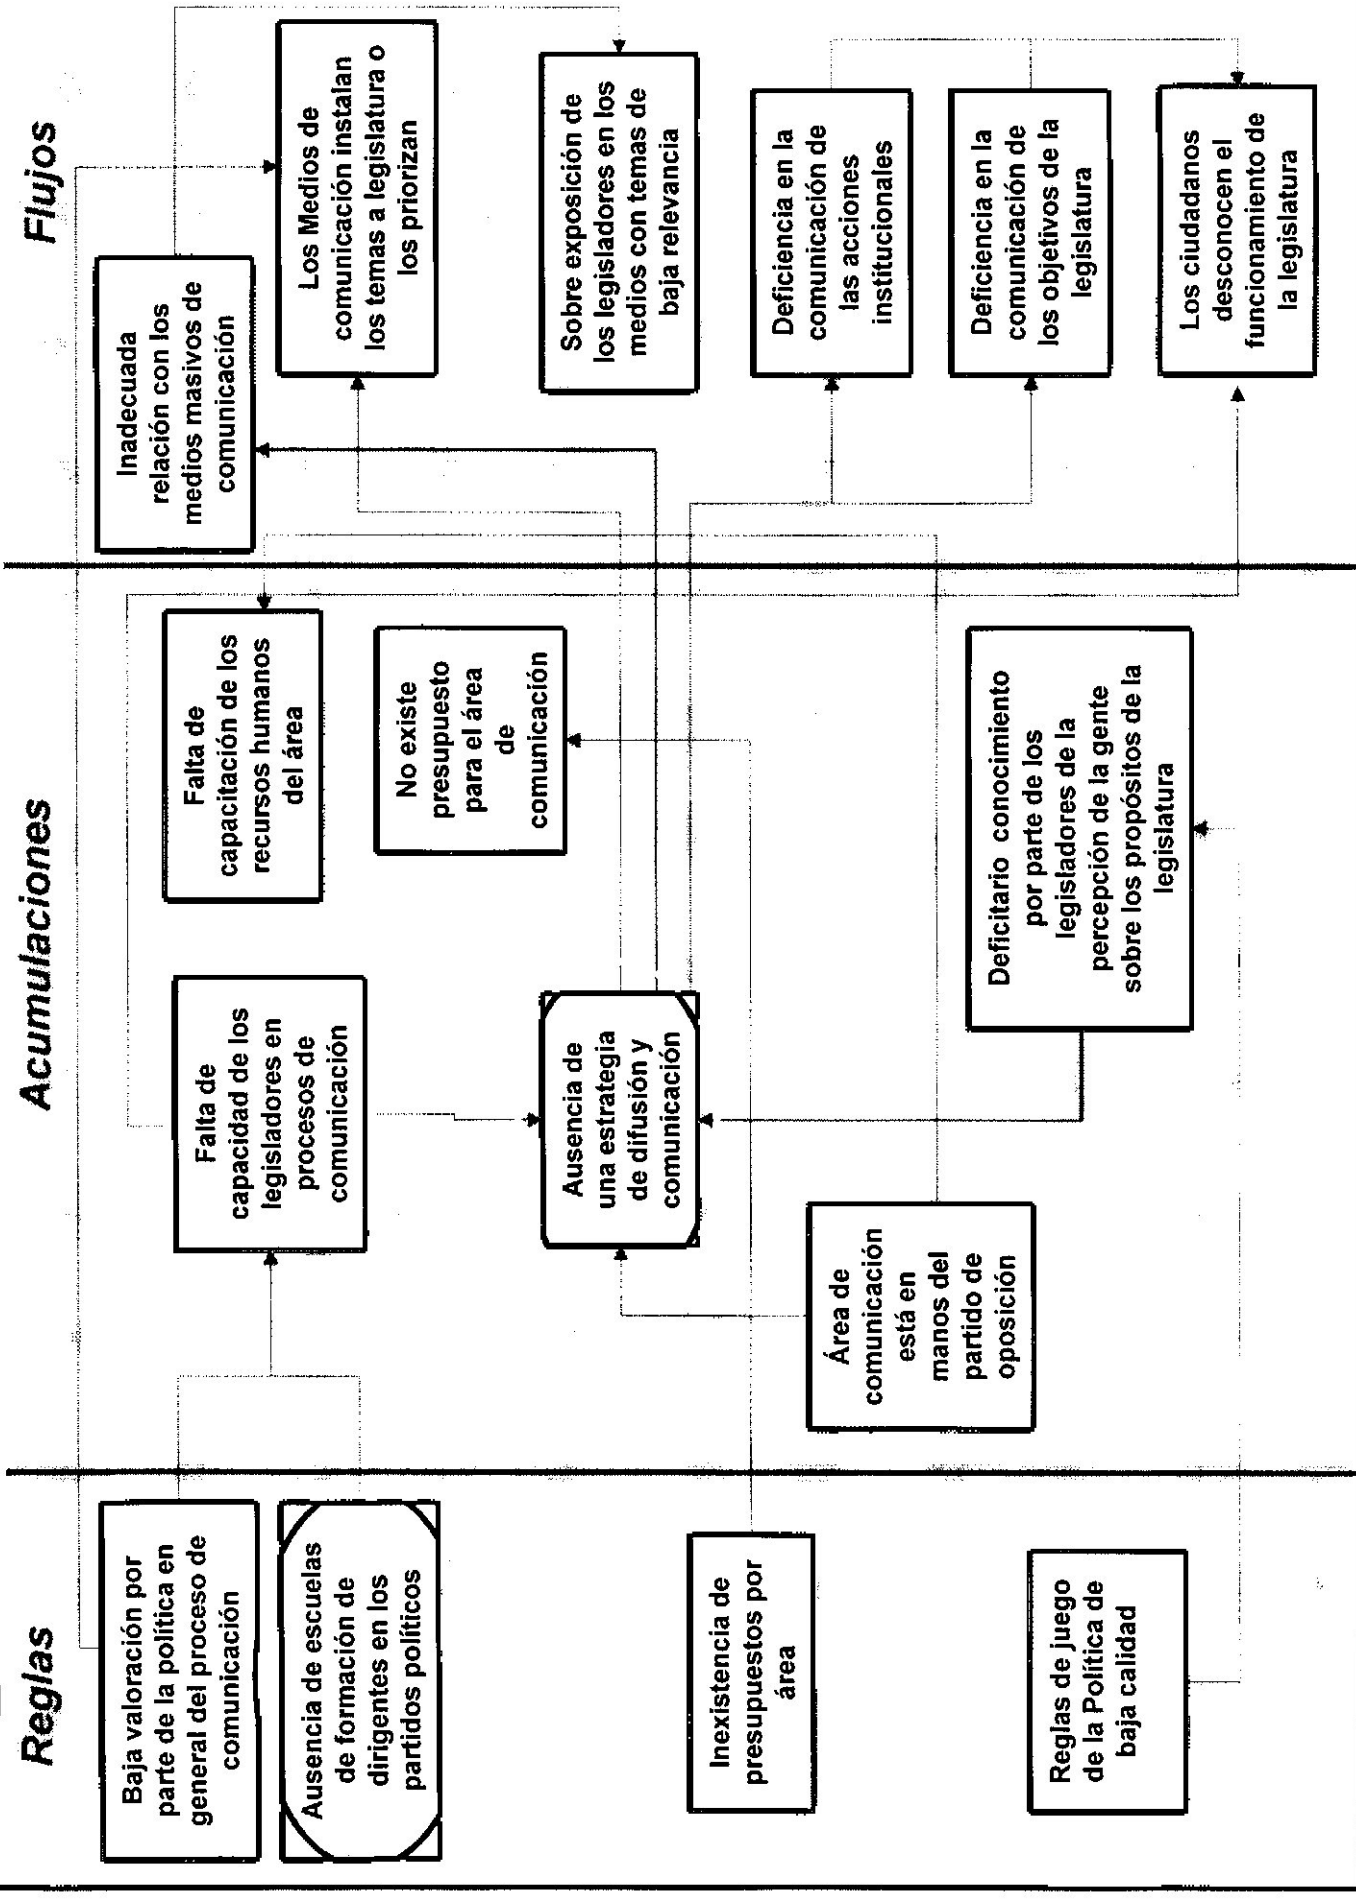 Reglas
Baja valoración por
parte de la política en
general del proceso de
comunicación
Ausencia de escuelas
de formación de
dirigentes en los
partidos políticos
Inexistencia de
presupuestos por
área
Reglas de juego
de la Política de
baja calidad
Acumulaciones
Falta de
capacidad de los
legisladores en
procesos de
comunicación
Falta de
capacitación de los
recursos humanos
del área
No existe
presupuesto
para el área
de
comunicación
Ausencia de
una estrategia
de difusión y
comunicación
Área de
comunicación
está en
manos del
partido de
oposición
Deficitario conocimiento
por parte de los
legisladores de la
percepción de la gente
sobre los propósitos de la
legislatura
Flujos
Inadecuada
relación con los
medios masivos de
comunicación
Los Medios de
comunicación instalan
los temas a legislatura o
los priorizan
Sobre exposición de
los legisladores en los
medios con temas de
baja relevancia
Deficiencia en la
comunicación de
las acciones
institucionales
Deficiencia en la
comunicación de
los objetivos de la
legislatura
Los ciudadanos
desconocen el
funcionamiento de
la legislatura